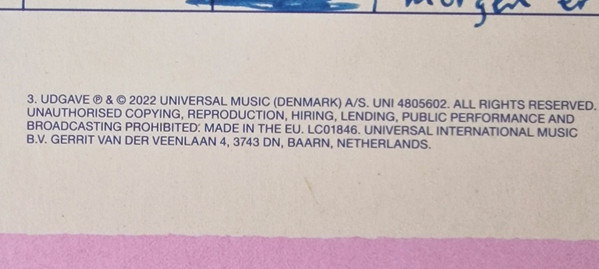 morgen er
3. UDGAVE ℗ & © 2022 UNIVERSAL MUSIC (DENMARK) A/S. UNI 4805602. ALL RIGHTS RESERVED.
UNAUTHORISED COPYING, REPRODUCTION, HIRING, LENDING, PUBLIC PERFORMANCE AND
BROADCASTING PROHIBITED. MADE IN THE EU. LC01846. UNIVERSAL INTERNATIONAL MUSIC
B.V. GERRIT VAN DER VEENLAAN 4, 3743 DN, BAARN, NETHERLANDS.